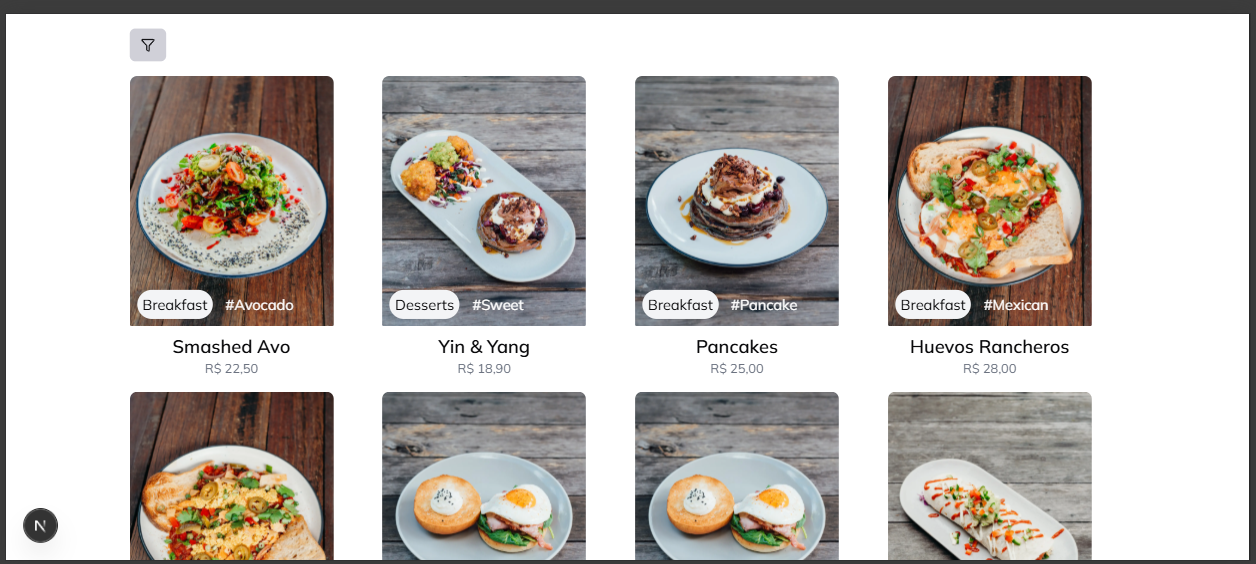 Breakfast #Avocado
Desserts #Sweet
Breakfast #Pancake
Breakfast #Mexican
Smashed Avo
Yin & Yang
Pancakes
Huevos Rancheros
R$ 22,50
R$ 18,90
R$ 25,00
R$ 28,00
N